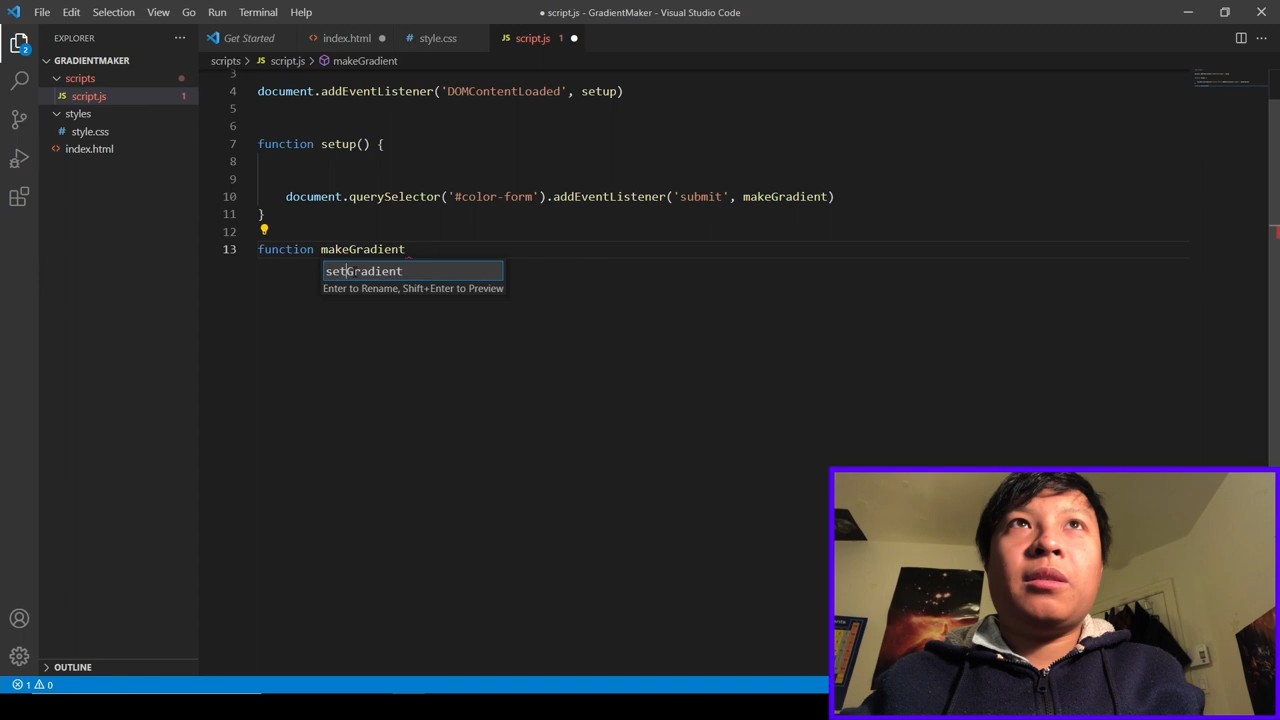 File Edit Selection View Go Run Terminal Help
● script.js - GradientMaker - Visual Studio Code
EXPLORER
Get Started
index.html
style.css
script.js 1
2
GRADIENTMAKER
scripts
script.js 1
styles
style.css
index.html
scripts > script.js > makeGradient
3
4 document.addEventListener('DOMContentLoaded', setup)
5
6
7 function setup() {
8
9
10 document.querySelector('#color-form').addEventListener('submit', makeGradient)
11 }
12
13 function makeGradient
setGradient
Enter to Rename, Shift+Enter to Preview
OUTLINE
1 0